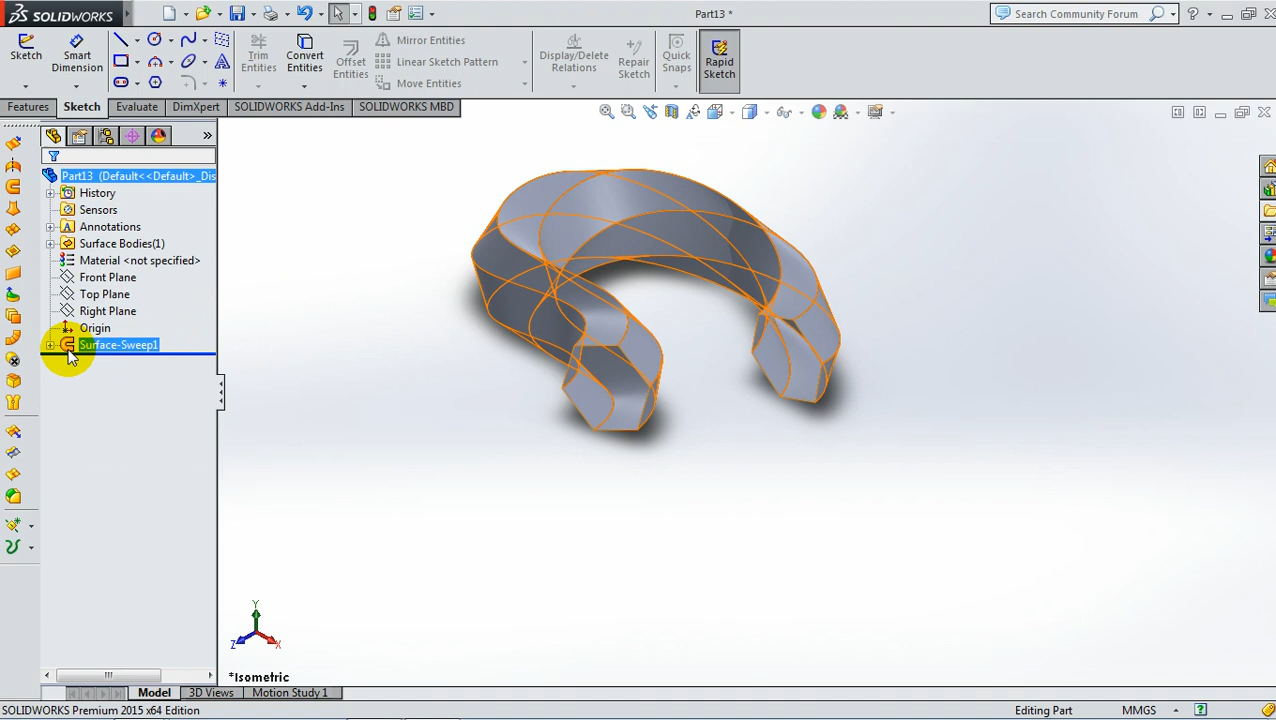 SOLIDWORKS
Part13 *
Search Community Forum
Sketch
Smart Dimension
Trim Entities
Convert Entities
Offset Entities
Mirror Entities
Linear Sketch Pattern
Move Entities
Display/Delete Relations
Repair Sketch
Quick Snaps
Rapid Sketch
Features
Sketch
Evaluate
DimXpert
SOLIDWORKS Add-Ins
SOLIDWORKS MBD
Part13 (Default<<Default>_Dis
History
Sensors
Annotations
Surface Bodies(1)
Material <not specified>
Front Plane
Top Plane
Right Plane
Origin
Surface-Sweep1
Y
Z
X
*Isometric
Model
3D Views
Motion Study 1
SOLIDWORKS Premium 2015 x64 Edition
Editing Part
MMGS